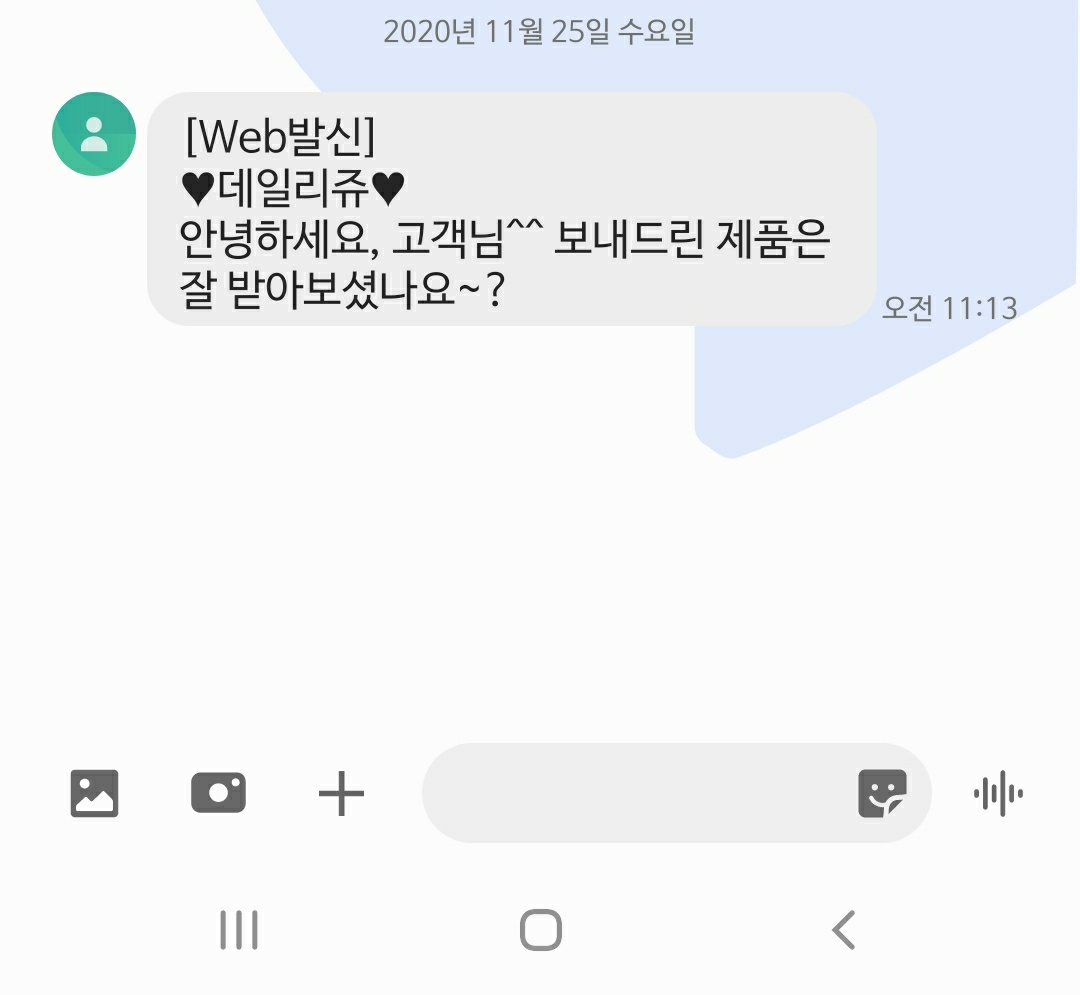 2020년 11월 25일 수요일
[Web발신]
♥데일리쥬♥
안녕하세요, 고객님^^ 보내드린 제품은
잘 받아보셨나요~?
오전 11:13